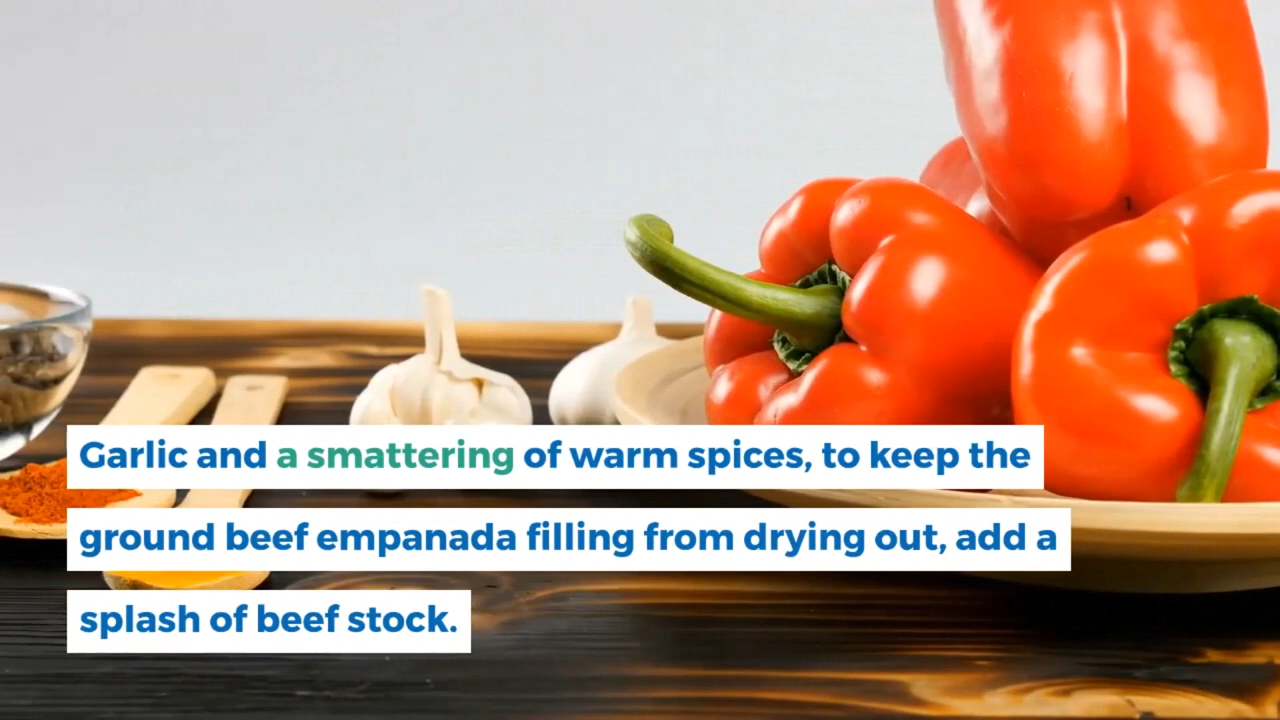 Garlic and a smattering of warm spices, to keep the
ground beef empanada filling from drying out, add a
splash of beef stock.